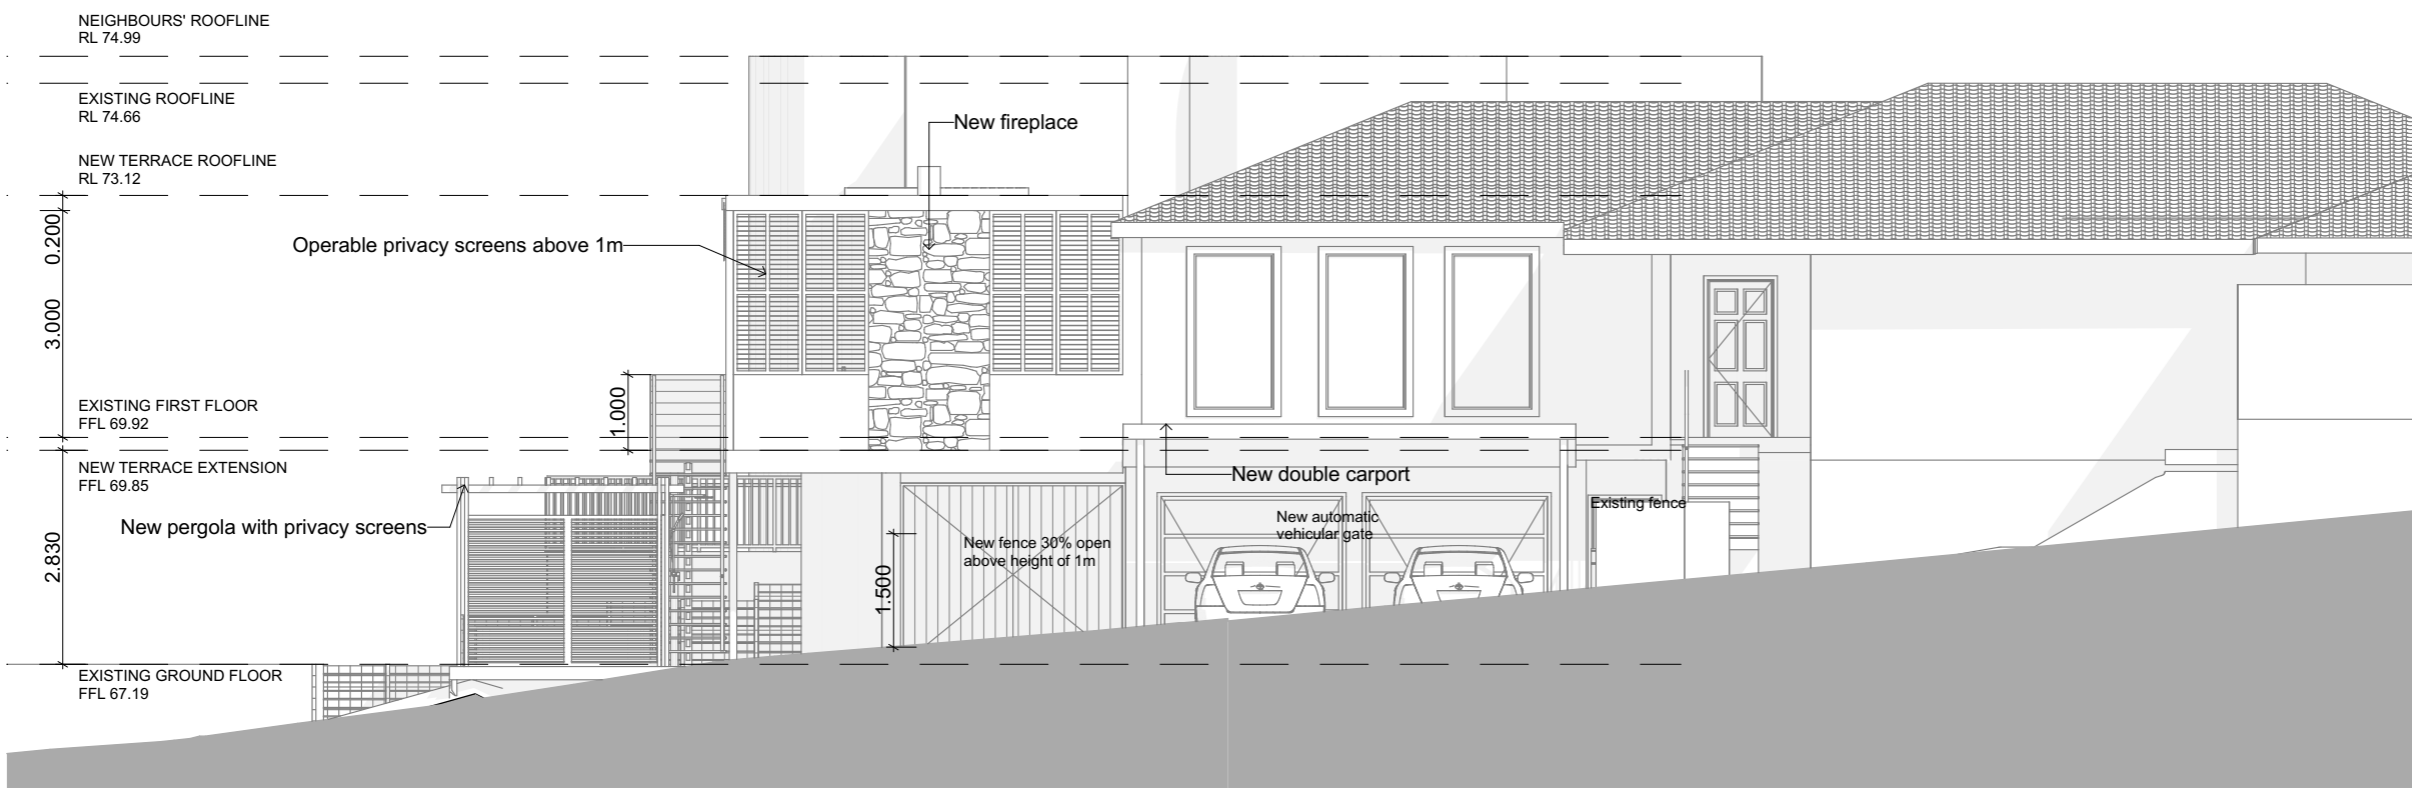 NEIGHBOURS' ROOFLINE
RL 74.99
EXISTING ROOFLINE
RL 74.66
New fireplace
NEW TERRACE ROOFLINE
RL 73.12
0.200
Operable privacy screens above 1m
3.000
EXISTING FIRST FLOOR
FFL 69.92
1.000
NEW TERRACE EXTENSION
FFL 69.85
New double carport
New pergola with privacy screens
Existing fence
New automatic
vehicular gate
New fence 30% open
above height of 1m
2.830
1.500
EXISTING GROUND FLOOR
FFL 67.19